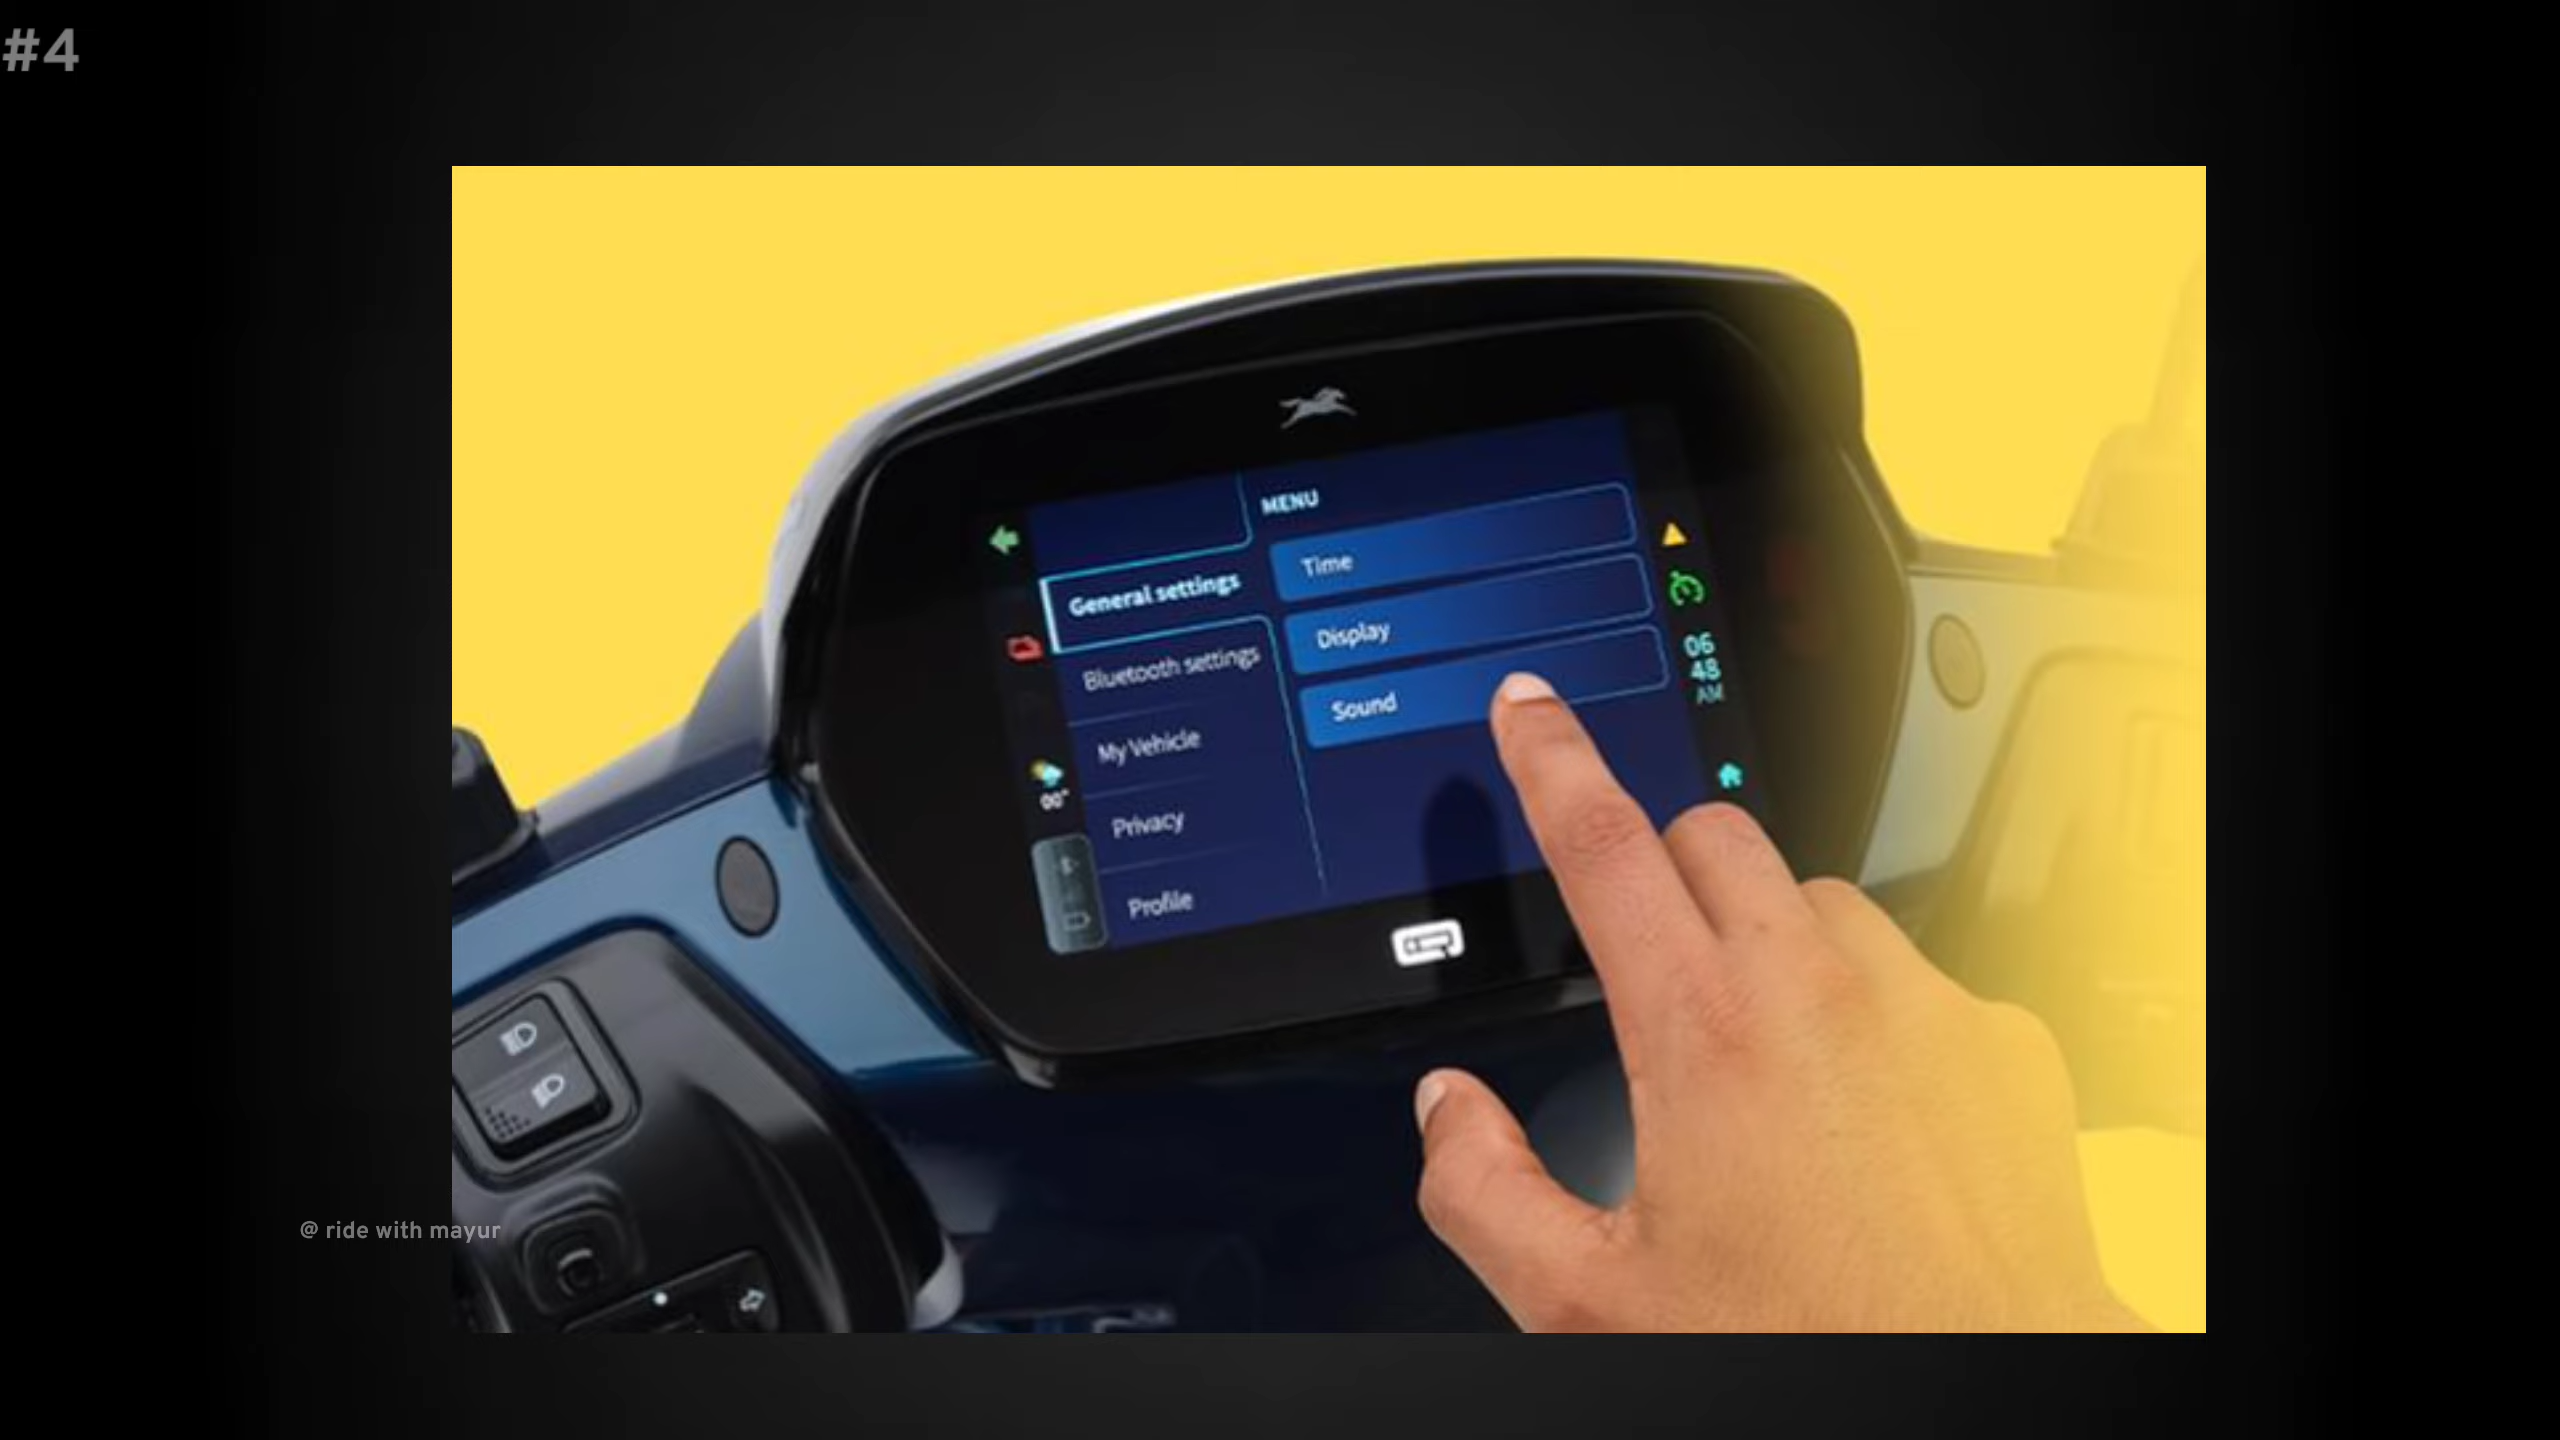 #4
MENU
General settings
Time
Bluetooth settings
Display
My Vehicle
Sound
Privacy
Profile
06
48
AM
00°
@ ride with mayur